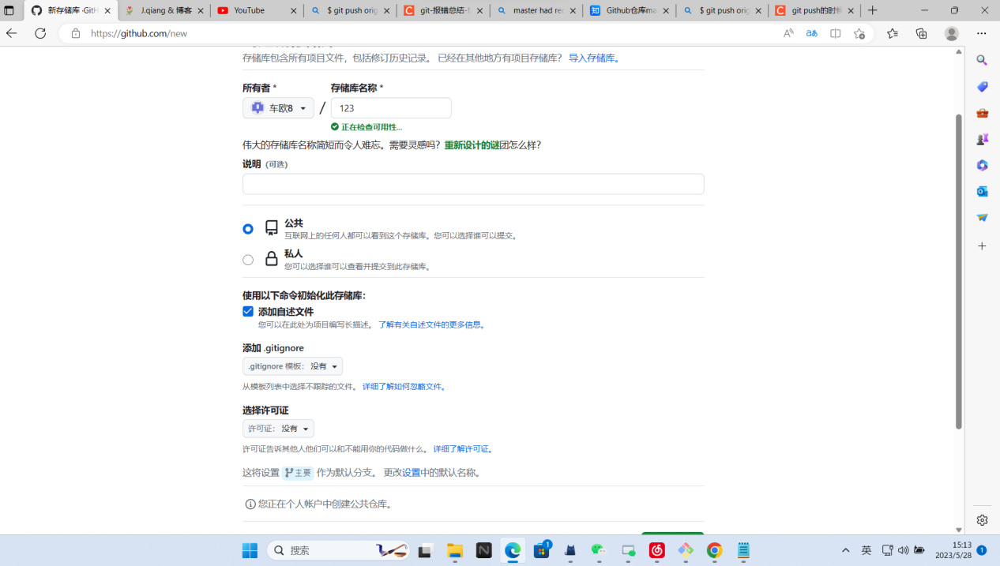 新存储库 ·GitH
J.qiang & 博客
YouTube
$ git push orig
git-报错总结-f
master had re
Github仓库ma
$ git push orig
git push的时候
https://github.com/new
存储库包含所有项目文件，包括修订历史记录。 已经在其他地方有项目存储库？ 导入存储库。
所有者 *
存储库名称 *
车欧8
/
123
正在检查可用性...
伟大的存储库名称简短而令人难忘。需要灵感吗？重新设计的谜团怎么样？
说明 (可选)
公共
互联网上的任何人都可以看到这个存储库。您可以选择谁可以提交。
私人
您可以选择谁可以查看并提交到此存储库。
使用以下命令初始化此存储库：
添加自述文件
您可以在此处为项目编写长描述。 了解有关自述文件的更多信息。
添加 .gitignore
.gitignore 模板： 没有
从模板列表中选择不跟踪的文件。 详细了解如何忽略文件。
选择许可证
许可证： 没有
许可证告诉其他人他们可以和不能用你的代码做什么。 详细了解许可证。
这将设置 主要 作为默认分支。 更改设置中的默认名称。
您正在个人帐户中创建公共仓库。
搜索
1
英
15:13
2023/5/28
1